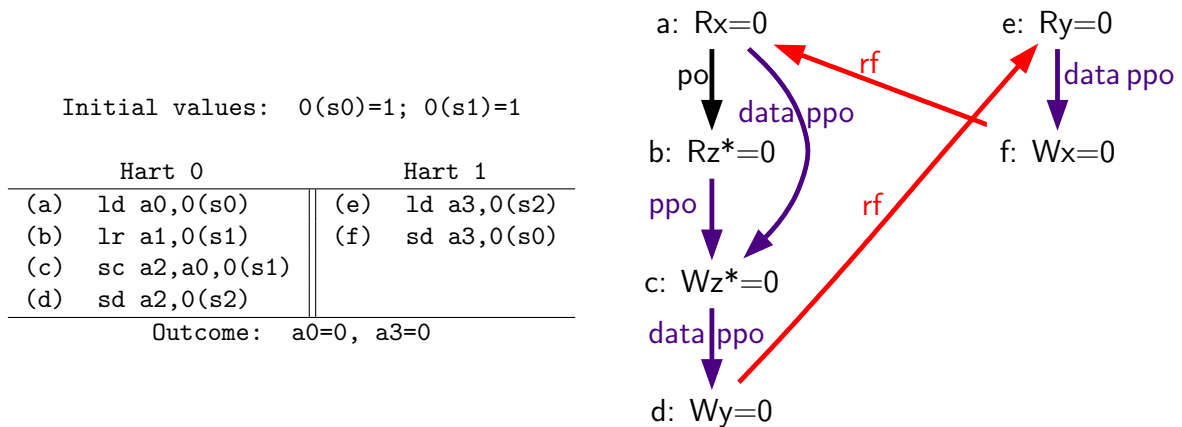 Initial values: 0(s0)=1; 0(s1)=1
Hart 0 Hart 1
(a) ld a0,0(s0) (e) ld a3,0(s2)
(b) lr a1,0(s1) (f) sd a3,0(s0)
(c) sc a2,a0,0(s1)
(d) sd a2,0(s2)
Outcome: a0=0, a3=0
a: Rx=0 e: Ry=0
po rf data ppo
data ppo
b: Rz*=0 f: Wx=0
ppo rf
c: Wz*=0
data ppo
d: Wy=0